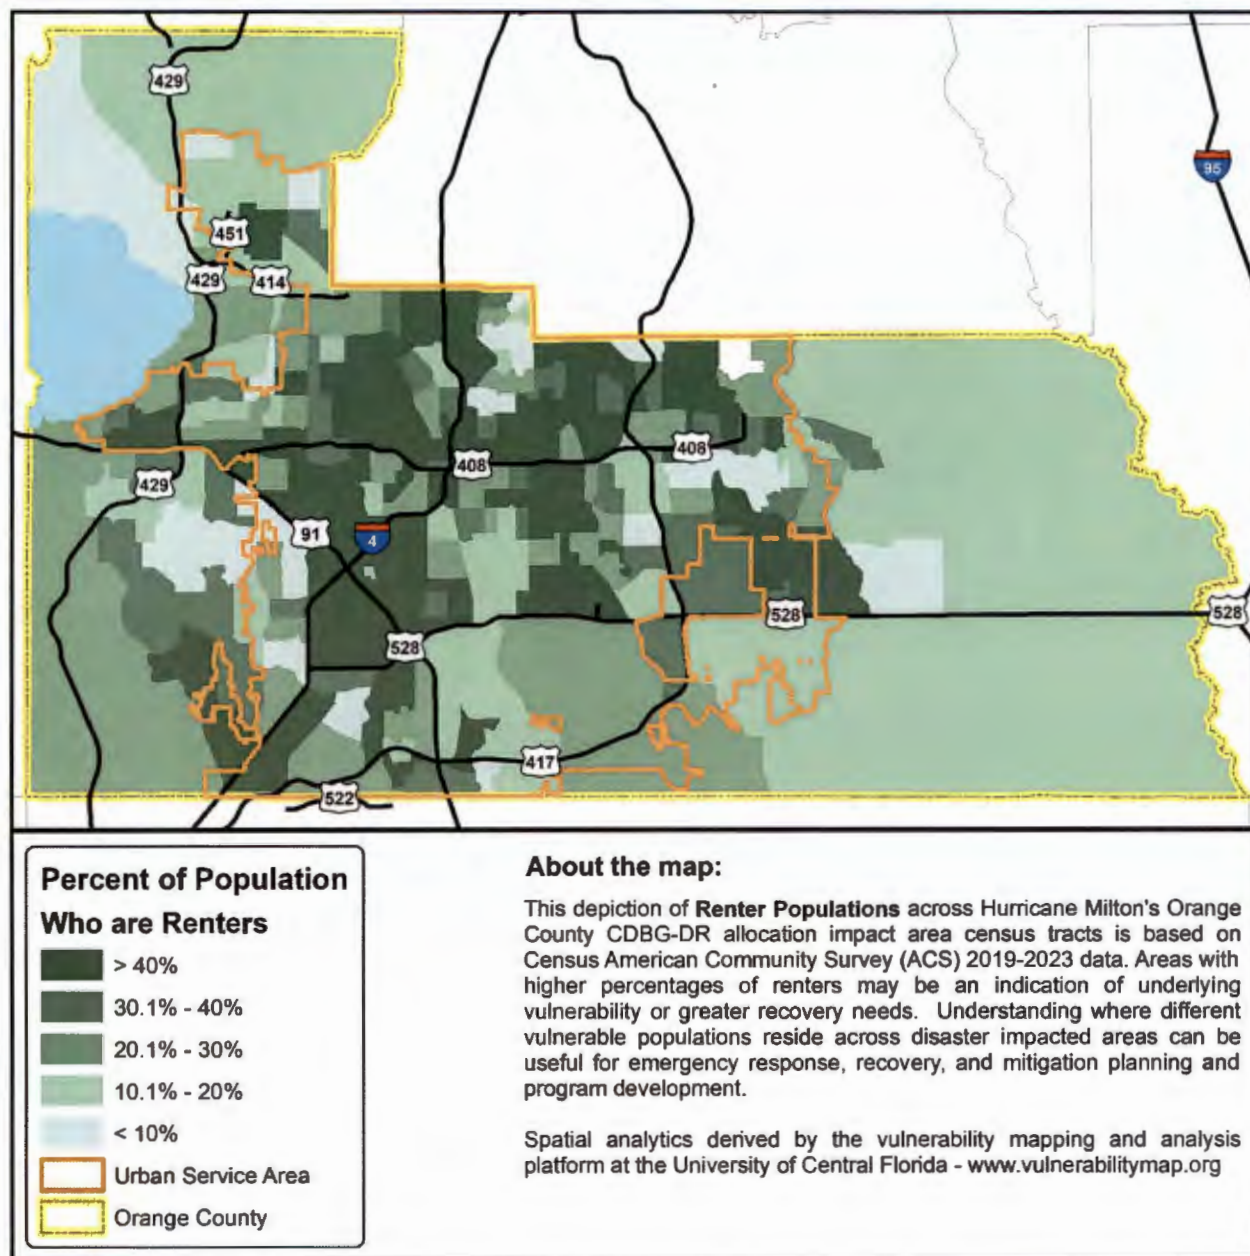 429
95
451
429
414
408
408
429
91
4
528
528
528
417
522
Percent of Population
Who are Renters
> 40%
30.1% - 40%
20.1% - 30%
10.1% - 20%
< 10%
Urban Service Area
Orange County
About the map:
This depiction of Renter Populations across Hurricane Milton's Orange
County CDBG-DR allocation impact area census tracts is based on
Census American Community Survey (ACS) 2019-2023 data. Areas with
higher percentages of renters may be an indication of underlying
vulnerability or greater recovery needs. Understanding where different
vulnerable populations reside across disaster impacted areas can be
useful for emergency response, recovery, and mitigation planning and
program development.
Spatial analytics derived by the vulnerability mapping and analysis
platform at the University of Central Florida - www.vulnerabilitymap.org